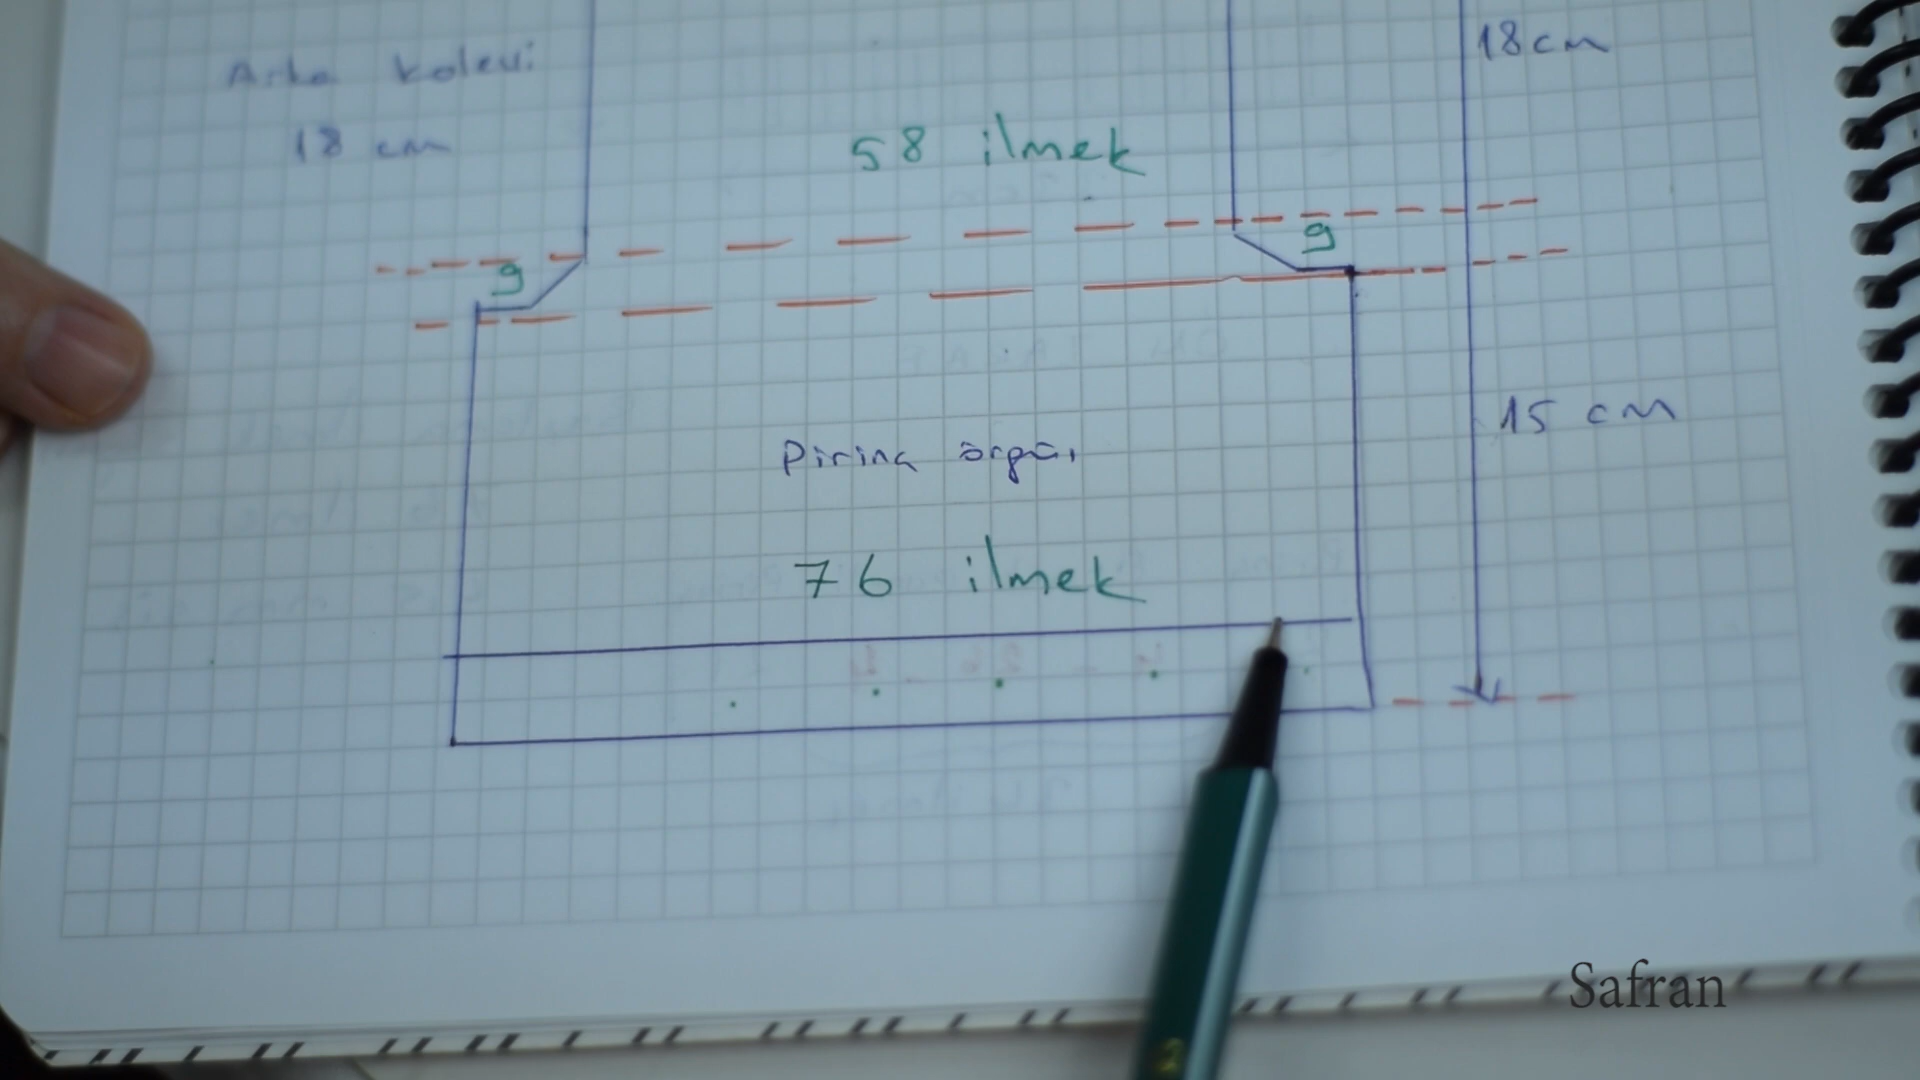 18 cm
Arka kolevi
18 cm
58 ilmek
9
9
15 cm
Pirinç örgü
76 ilmek
Safran